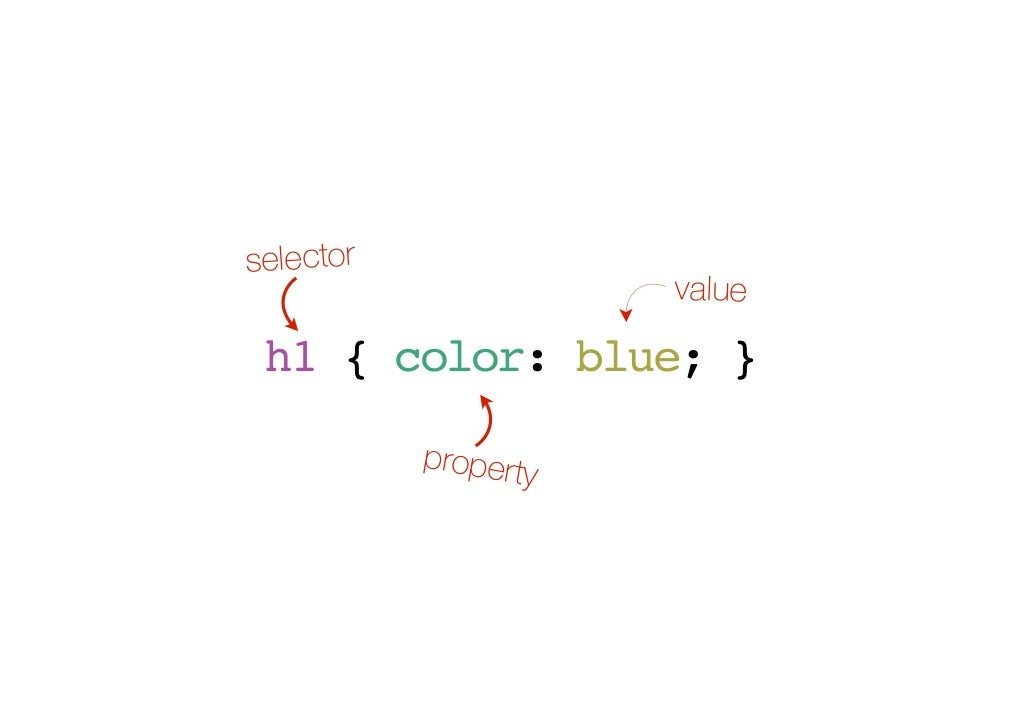 selector
value
h1 { color: blue; }
property